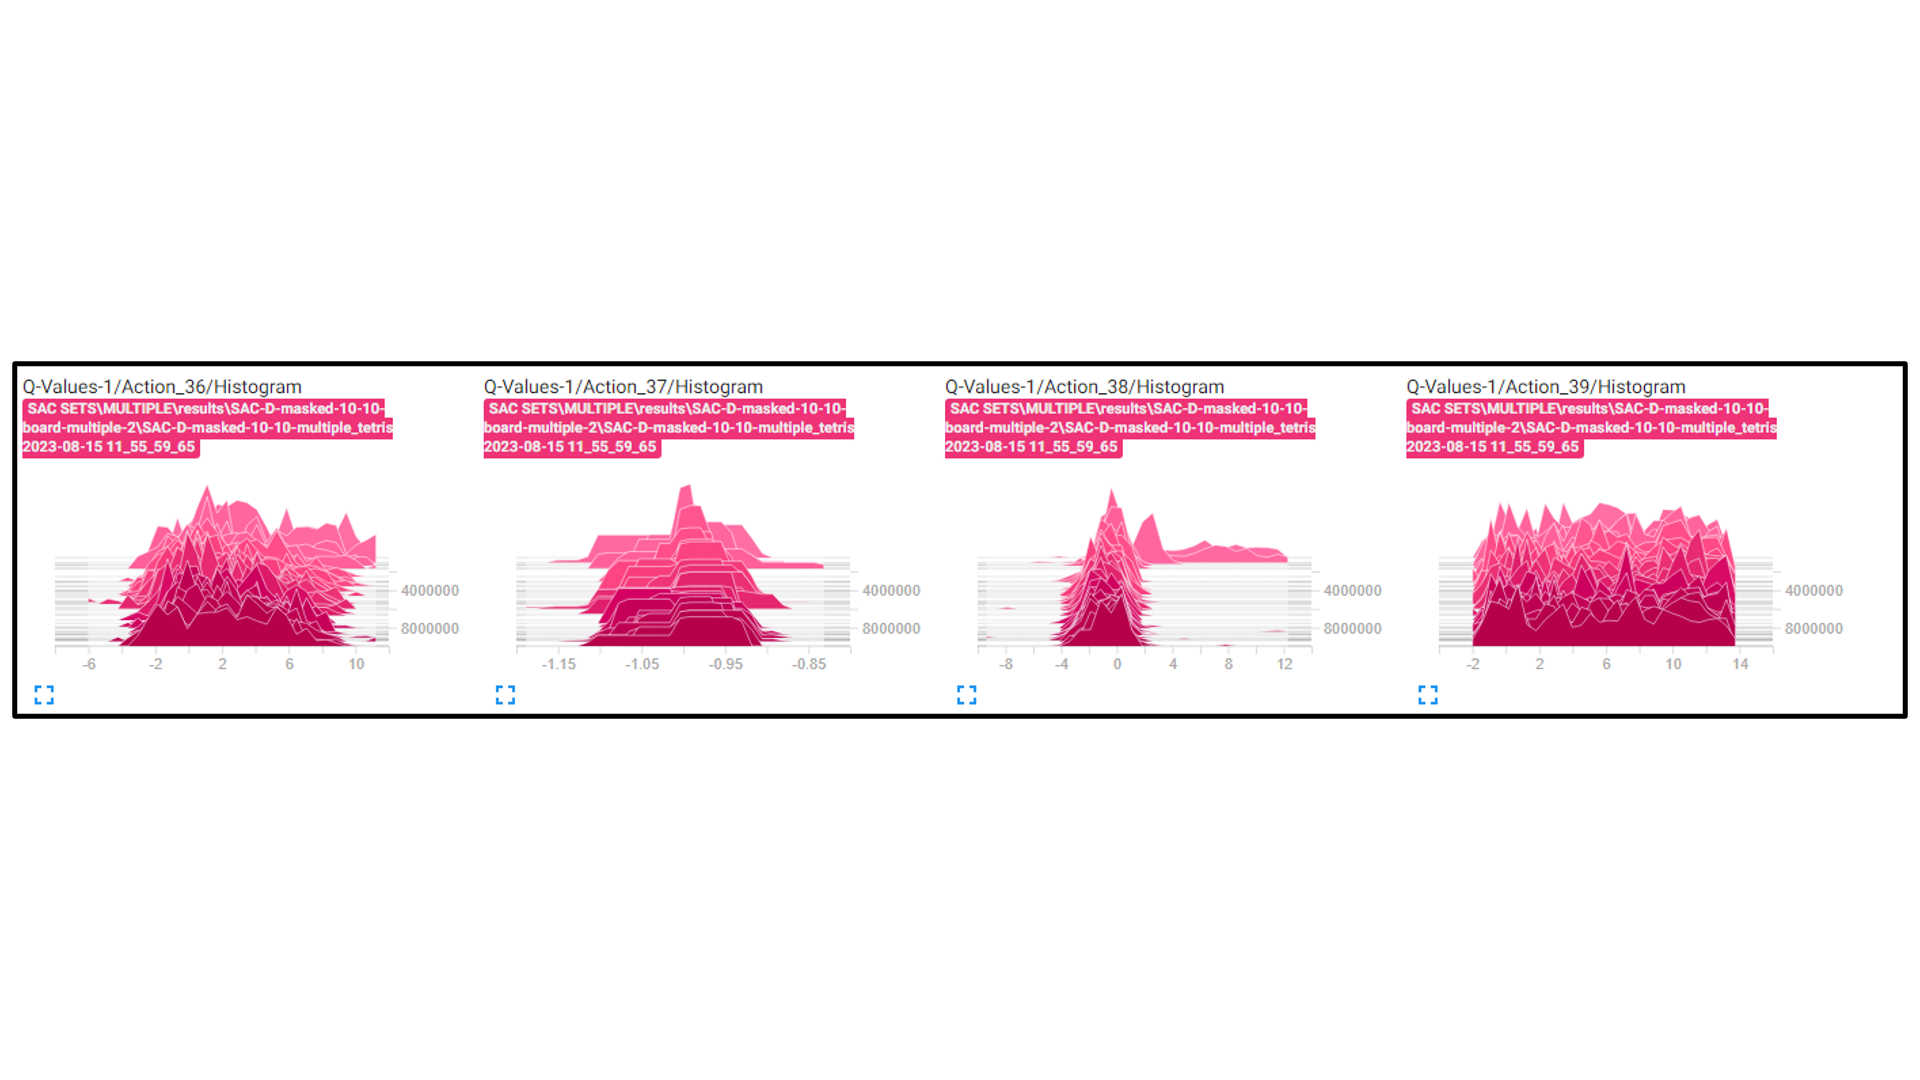 Q-Values-1/Action_36/Histogram
SAC SETS\MULTIPLE\results\SAC-D-masked-10-10-
board-multiple-2\SAC-D-masked-10-10-multiple_tetris
2023-08-15 11_55_59_65
4000000
8000000
-6 -2 2 6 10
Q-Values-1/Action_37/Histogram
SAC SETS\MULTIPLE\results\SAC-D-masked-10-10-
board-multiple-2\SAC-D-masked-10-10-multiple_tetris
2023-08-15 11_55_59_65
4000000
8000000
-1.15 -1.05 -0.95 -0.85
Q-Values-1/Action_38/Histogram
SAC SETS\MULTIPLE\results\SAC-D-masked-10-10-
board-multiple-2\SAC-D-masked-10-10-multiple_tetris
2023-08-15 11_55_59_65
4000000
8000000
-8 -4 0 4 8 12
Q-Values-1/Action_39/Histogram
SAC SETS\MULTIPLE\results\SAC-D-masked-10-10-
board-multiple-2\SAC-D-masked-10-10-multiple_tetris
2023-08-15 11_55_59_65
4000000
8000000
-2 2 6 10 14